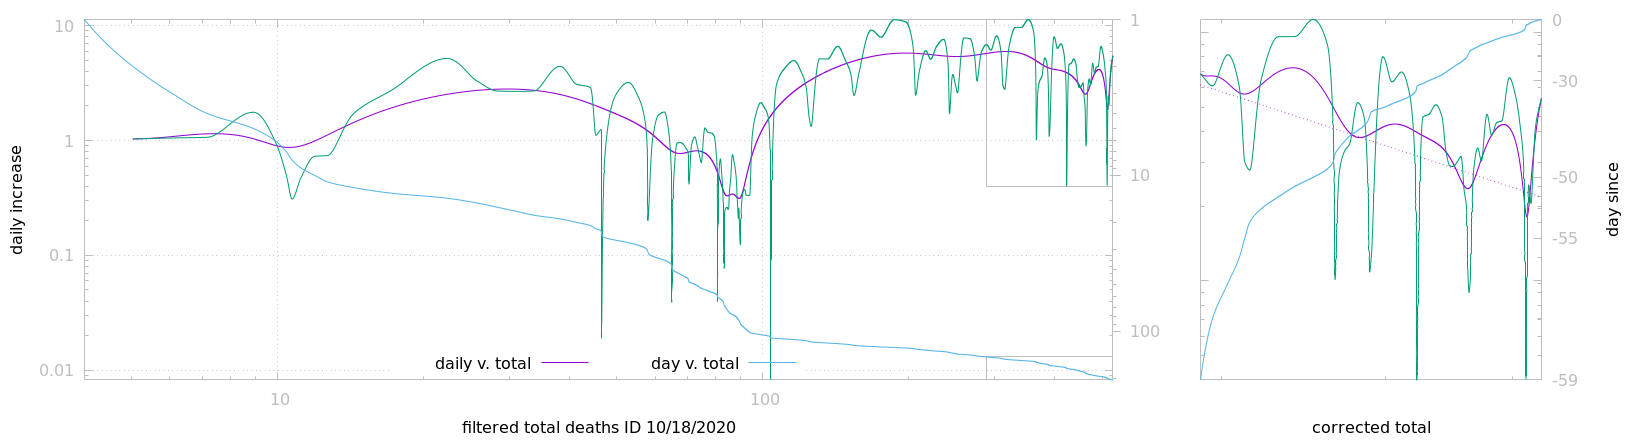 10
1
0.1
0.01
daily increase
10
100
filtered total deaths ID 10/18/2020
daily v. total
day v. total
1
10
100
0
-30
-50
-55
-59
day since
corrected total